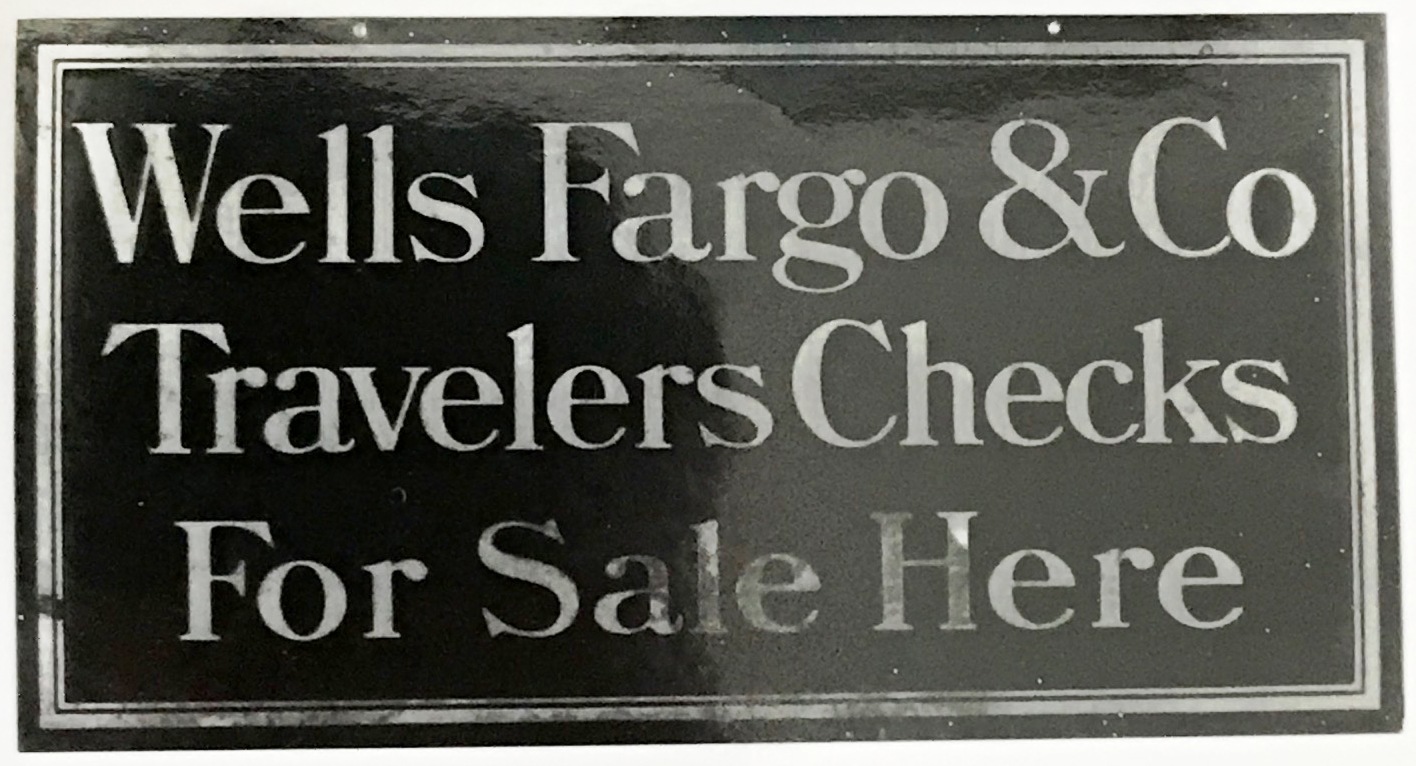 Wells Fargo & Co
Travelers Checks
For Sale Here